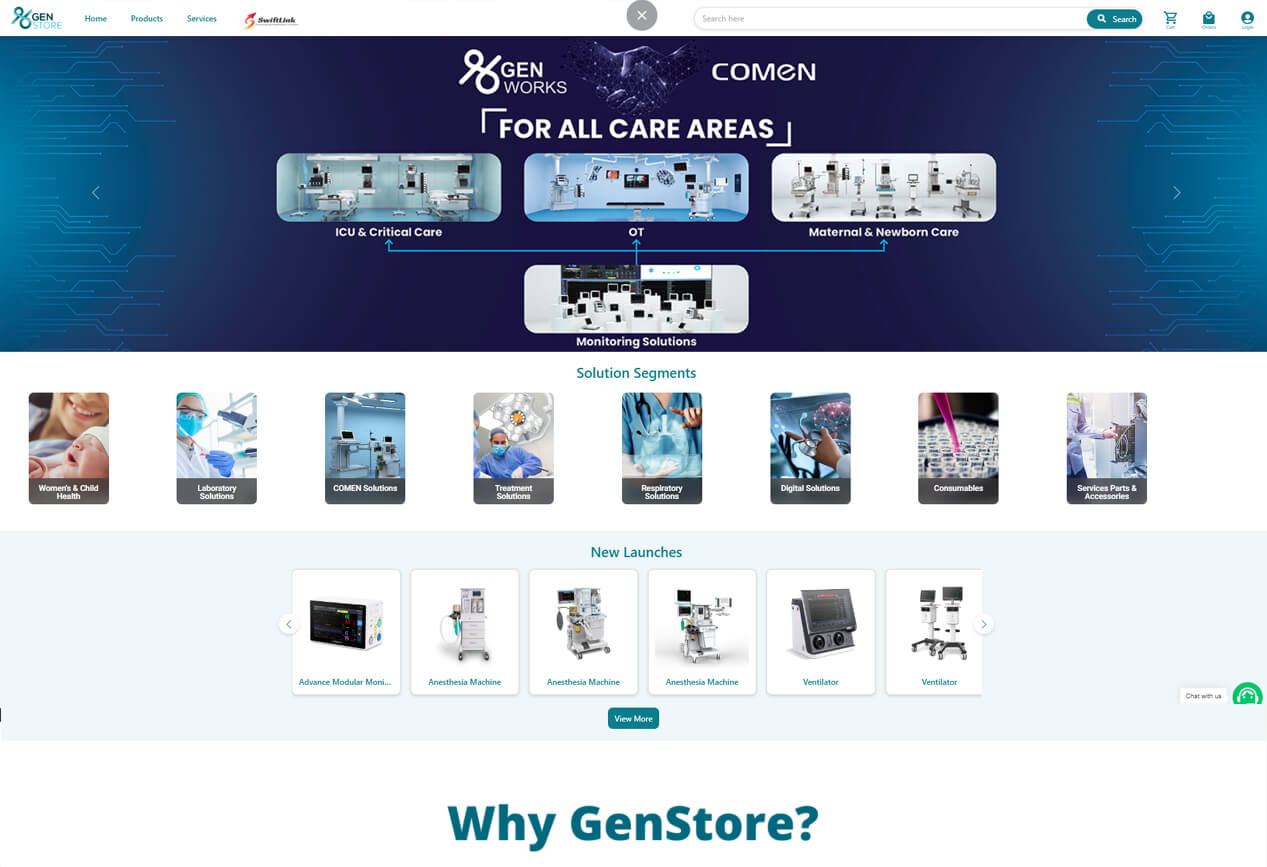 GEN
STORE
Home
Products
Services
SwiftLink
Search here
Search
Cart
Orders
Login
GEN
WORKS
COMEN
FOR ALL CARE AREAS
ICU & Critical Care
OT
Maternal & Newborn Care
Monitoring Solutions
Solution Segments
Women's & Child
Health
Laboratory
Solutions
COMEN Solutions
Treatment
Solutions
Respiratory
Solutions
Digital Solutions
Consumables
Services Parts &
Accessories
New Launches
Advance Modular Moni...
Anesthesia Machine
Anesthesia Machine
Anesthesia Machine
Ventilator
Ventilator
Chat with us
View More
Why GenStore?